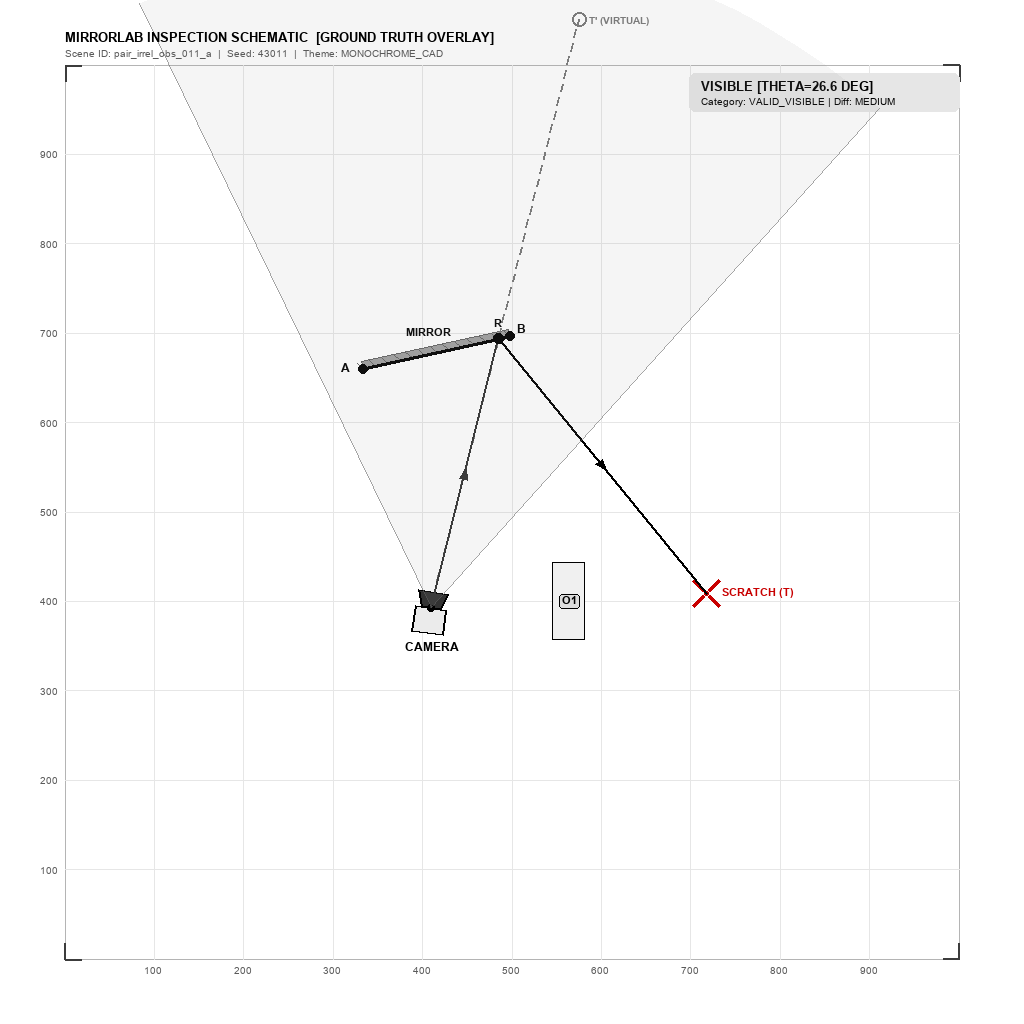 T' (VIRTUAL)
MIRRORLAB INSPECTION SCHEMATIC [GROUND TRUTH OVERLAY]
Scene ID: pair_irrel_obs_011_a | Seed: 43011 | Theme: MONOCHROME_CAD
VISIBLE [THETA=26.6 DEG]
Category: VALID_VISIBLE | Diff: MEDIUM
900
800
700
R
B
MIRROR
A
600
500
400
O1
SCRATCH (T)
CAMERA
300
200
100
100 200 300 400 500 600 700 800 900